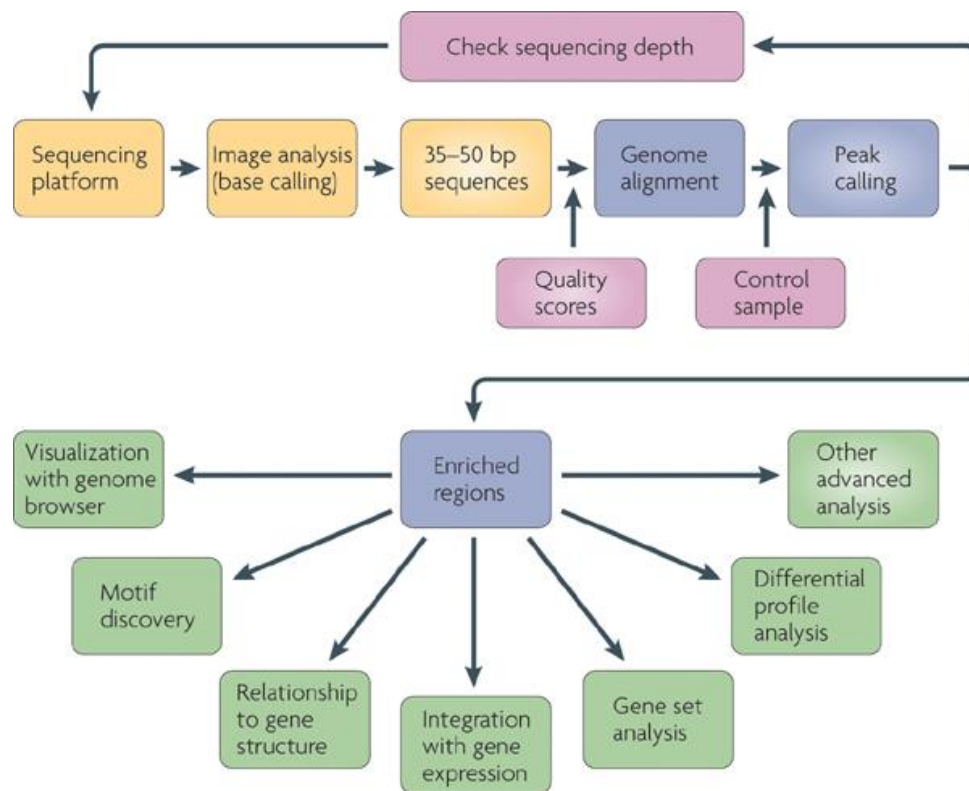 Check sequencing depth
Sequencing
platform
Image analysis
(base calling)
35–50 bp
sequences
Genome
alignment
Peak
calling
Quality
scores
Control
sample
Visualization
with genome
browser
Enriched
regions
Other
advanced
analysis
Motif
discovery
Differential
profile
analysis
Relationship
to gene
structure
Integration
with gene
expression
Gene set
analysis